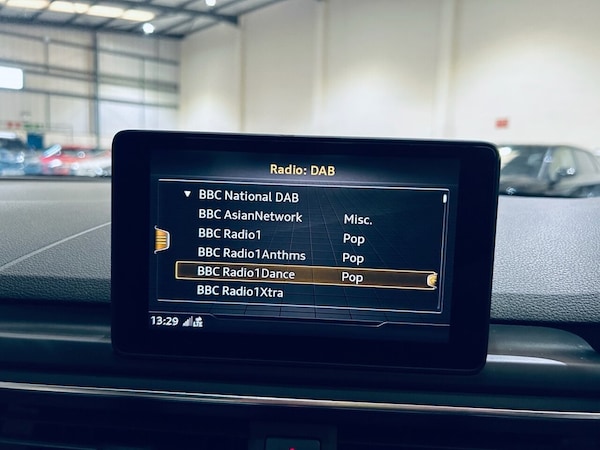 Radio: DAB
BBC National DAB
BBC AsianNetwork Misc.
BBC Radio1 Pop
BBC Radio1Anthms Pop
BBC Radio1Dance Pop
BBC Radio1Xtra
13:29 LTE